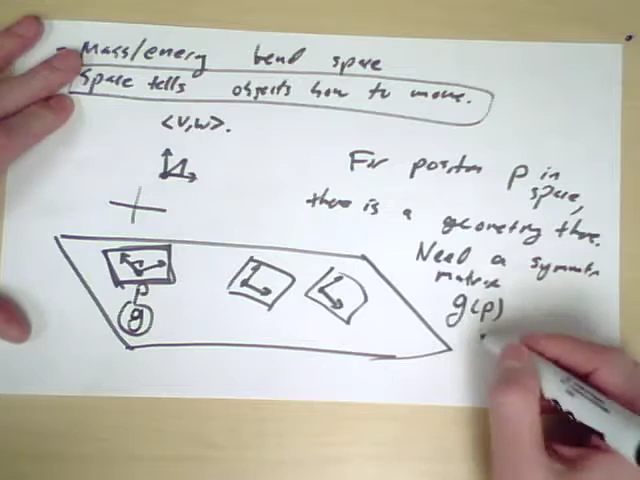 - Mass/energy bend space
Space tells objects how to move.
<v,w>.
For position p in
space,
there is a geometry there.
Need a symmetric
matrix
g(p)
p
g